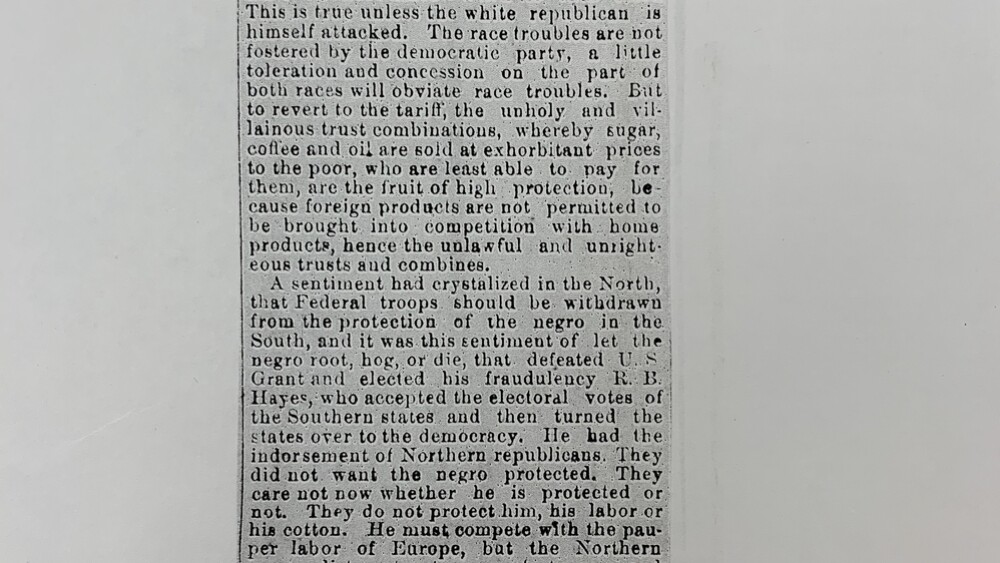 This is true unless the white republican is
himself attacked. The race troubles are not
fostered by the democratic party, a little
toleration and concession on the part of
both races will obviate race troubles. But
to revert to the tariff, the unholy and vil-
lainous trust combinations, whereby sugar,
coffee and oil are sold at exhorbitant prices
to the poor, who are least able to pay for
them, are the fruit of high protection, be-
cause foreign products are not permitted to
be brought into competition with home
products, hence the unlawful and unright-
eous trusts and combines.
A sentiment had crystalized in the North,
that Federal troops should be withdrawn
from the protection of the negro in the
South, and it was this sentiment of let the
negro root, hog, or die, that defeated U. S
Grant and elected his fraudulency R. B.
Hayes, who accepted the electoral votes of
the Southern states and then turned the
states over to the democracy. He had the
indorsement of Northern republicans. They
did not want the negro protected. They
care not now whether he is protected or
not. They do not protect him, his labor or
his cotton. He must compete with the pau-
per labor of Europe, but the Northern